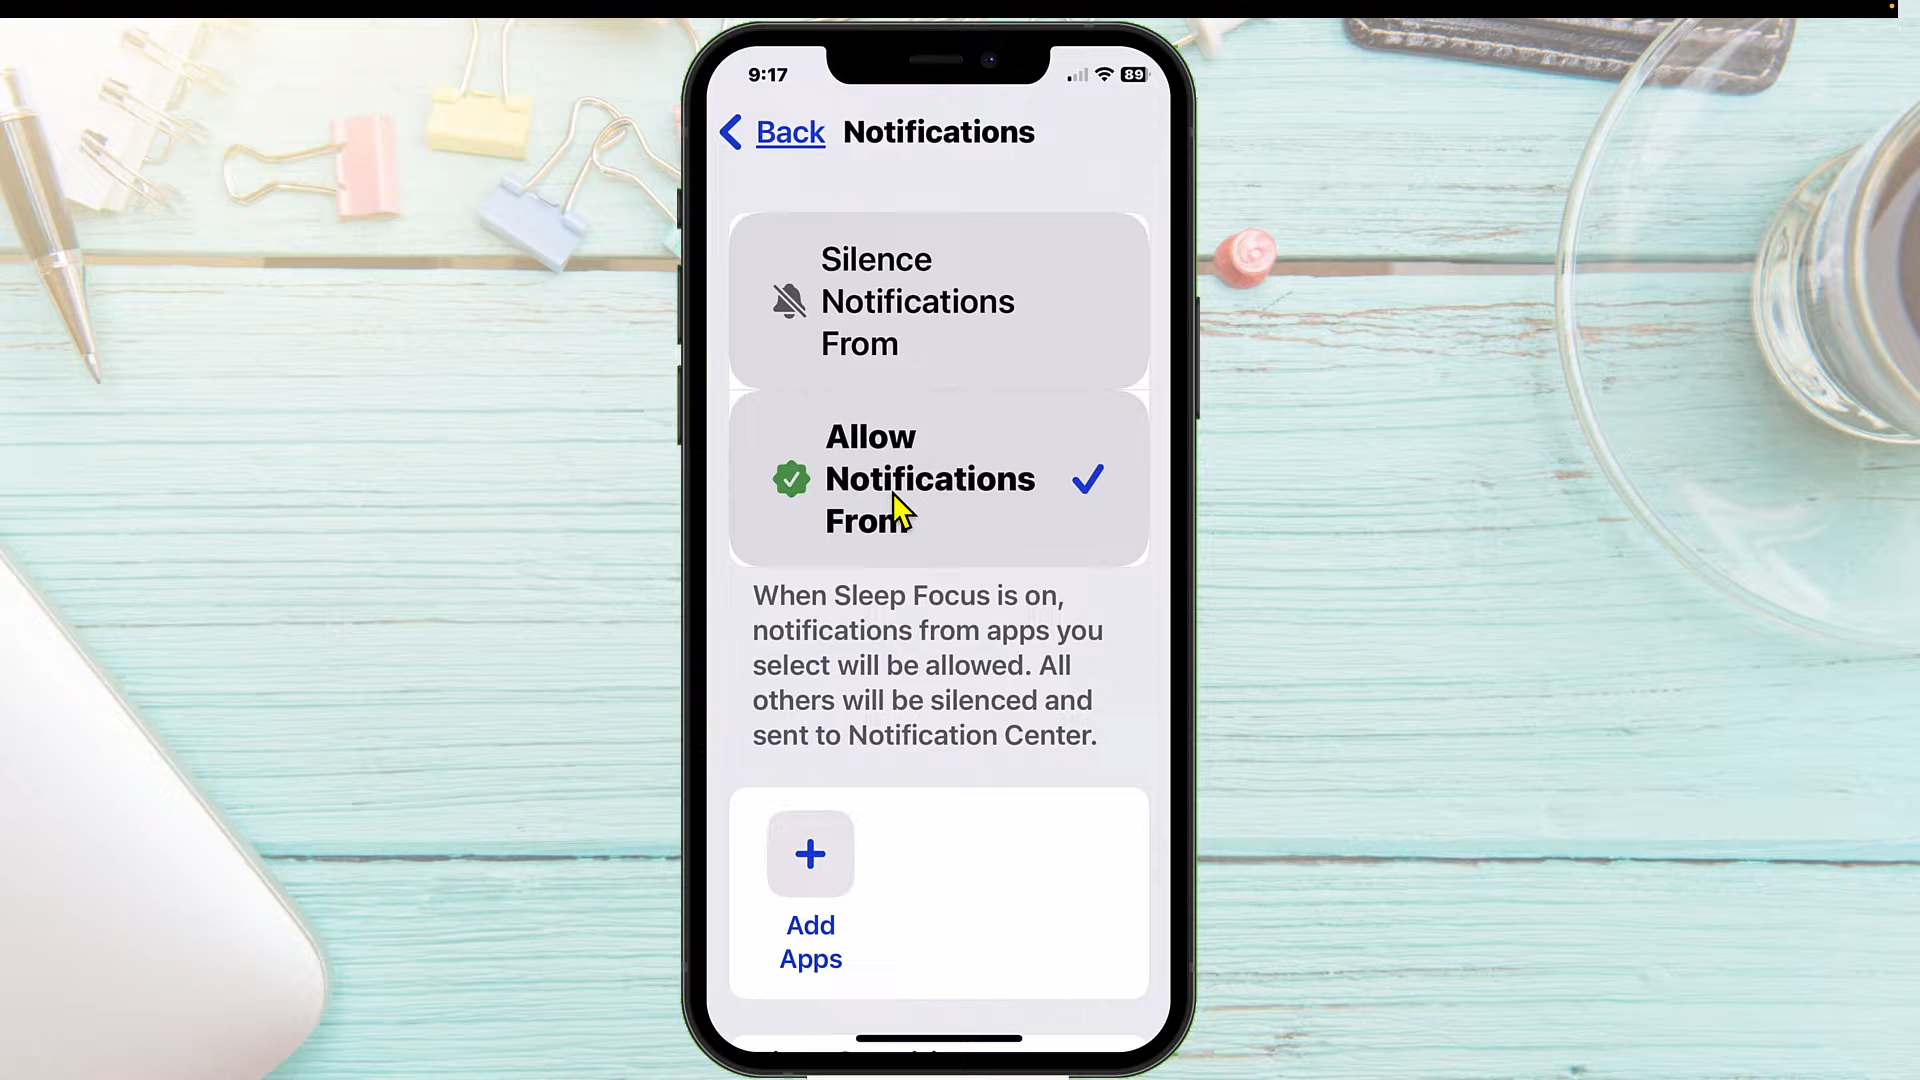 9:17
89
Back Notifications
Silence
Notifications
From
Allow
Notifications
From
When Sleep Focus is on,
notifications from apps you
select will be allowed. All
others will be silenced and
sent to Notification Center.
Add
Apps